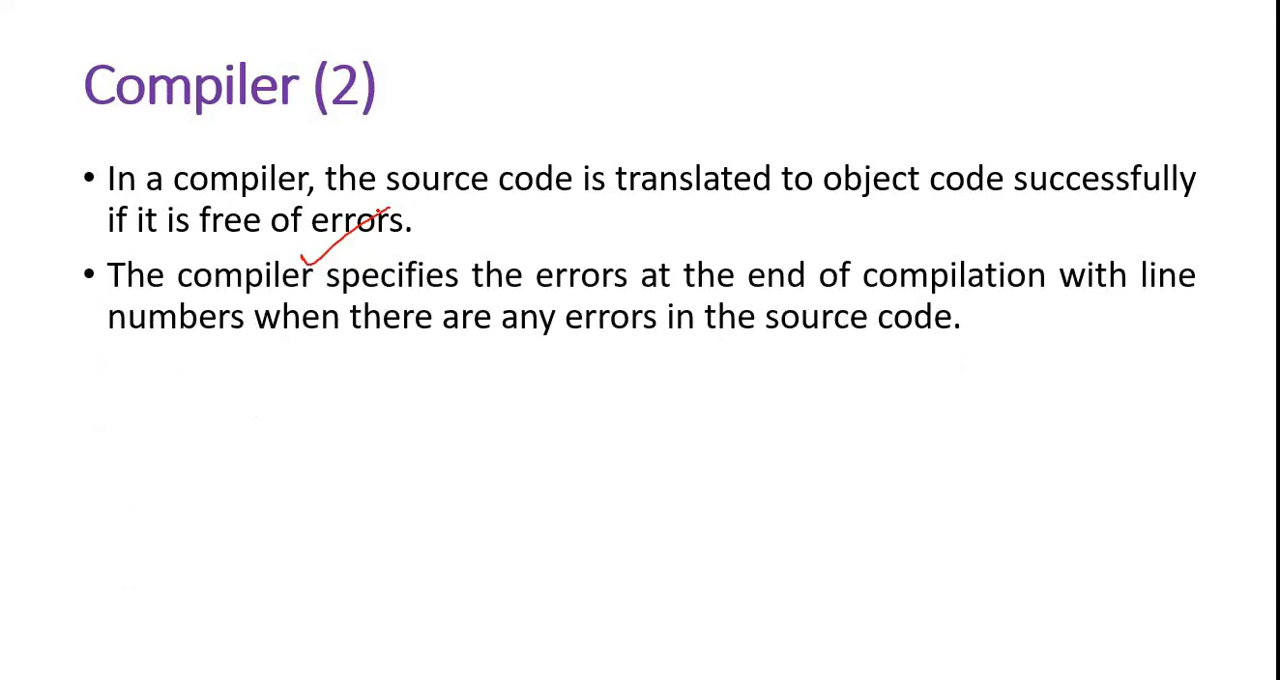 Compiler (2)
• In a compiler, the source code is translated to object code successfully
if it is free of errors.
• The compiler specifies the errors at the end of compilation with line
numbers when there are any errors in the source code.